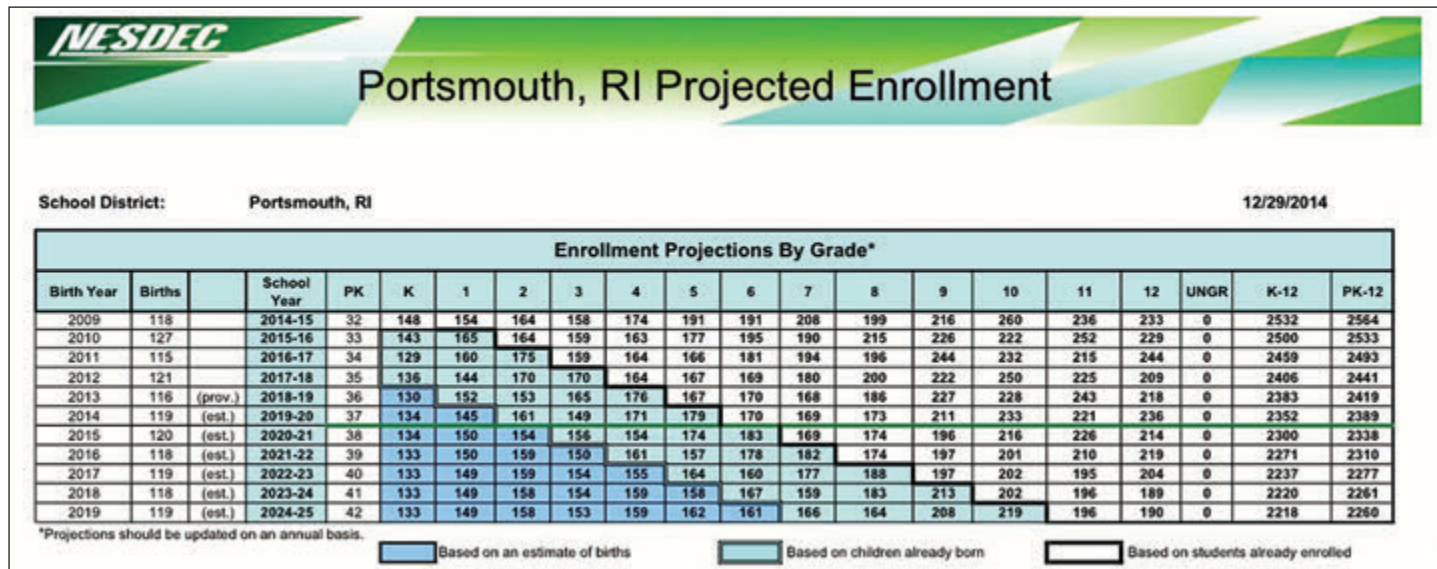 NESDEC
Portsmouth, RI Projected Enrollment
School District: Portsmouth, RI 12/29/2014
Enrollment Projections By Grade*
Birth Year Births School Year PK K 1 2 3 4 5 6 7 8 9 10 11 12 UNGR K-12 PK-12
2009 118 2014-15 32 148 154 164 158 174 191 191 208 199 216 260 236 233 0 2532 2564
2010 127 2015-16 33 143 165 164 159 163 177 195 190 215 226 222 252 229 0 2500 2533
2011 115 2016-17 34 129 160 175 159 164 166 181 194 196 244 232 215 244 0 2459 2493
2012 121 2017-18 35 136 144 170 170 164 167 169 180 200 222 250 225 209 0 2406 2441
2013 116 (prov.) 2018-19 36 130 152 153 165 176 167 170 168 186 227 228 243 218 0 2383 2419
2014 119 (est.) 2019-20 37 134 145 161 149 171 179 170 169 173 211 233 221 236 0 2352 2389
2015 120 (est.) 2020-21 38 134 150 154 156 154 174 183 169 174 196 216 226 214 0 2300 2338
2016 118 (est.) 2021-22 39 133 150 159 150 161 157 178 182 174 197 201 210 219 0 2271 2310
2017 119 (est.) 2022-23 40 133 149 159 154 155 164 160 177 188 197 202 195 204 0 2237 2277
2018 118 (est.) 2023-24 41 133 149 158 154 159 158 167 159 183 213 202 196 189 0 2220 2261
2019 119 (est.) 2024-25 42 133 149 158 153 159 162 161 166 164 208 219 196 190 0 2218 2260
*Projections should be updated on an annual basis.
Based on an estimate of births Based on children already born Based on students already enrolled